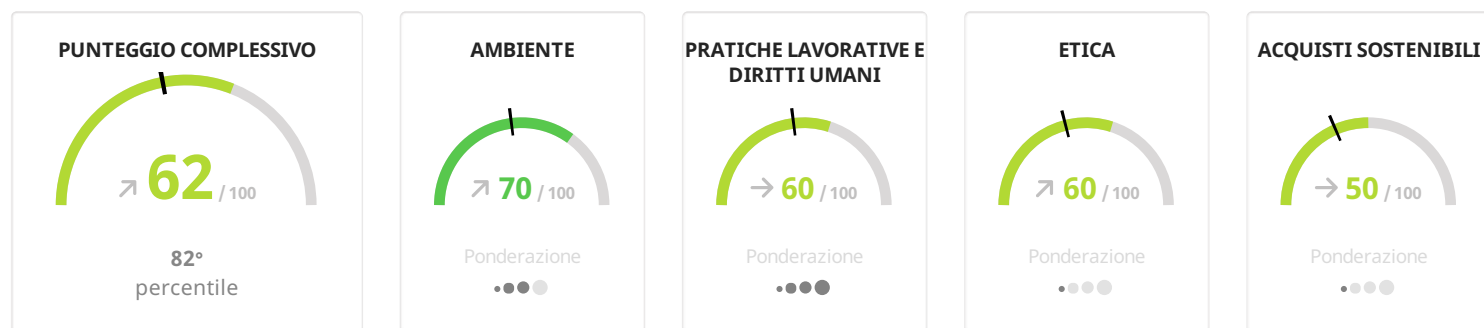 PUNTEGGIO COMPLESSIVO
62 / 100
82°
percentile
AMBIENTE
70 / 100
Ponderazione
PRATICHE LAVORATIVE E
DIRITTI UMANI
60 / 100
Ponderazione
ETICA
60 / 100
Ponderazione
ACQUISTI SOSTENIBILI
50 / 100
Ponderazione